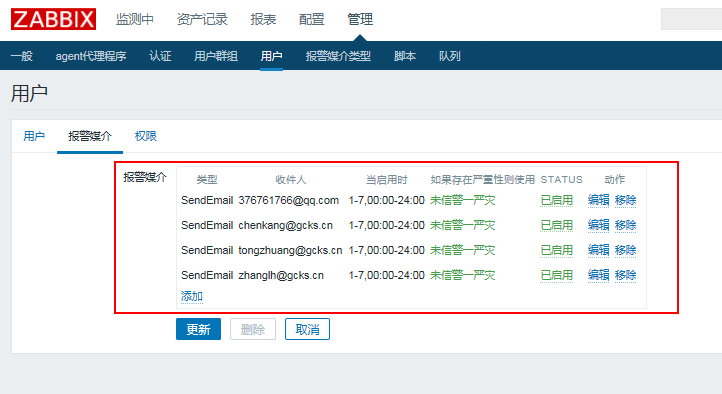 ZABBIX 监测中 资产记录 报表 配置 管理
一般 agent代理程序 认证 用户群组 用户 报警媒介类型 脚本 队列
用户
用户 报警媒介 权限
报警媒介 类型 收件人 当启用时 如果存在严重性则使用 STATUS 动作
SendEmail 376761766@qq.com 1-7,00:00-24:00 未信警一严灾 已启用 编辑 移除
SendEmail chenkang@gcks.cn 1-7,00:00-24:00 未信警一严灾 已启用 编辑 移除
SendEmail tongzhuang@gcks.cn 1-7,00:00-24:00 未信警一严灾 已启用 编辑 移除
SendEmail zhanglh@gcks.cn 1-7,00:00-24:00 未信警一严灾 已启用 编辑 移除
添加
更新 删除 取消